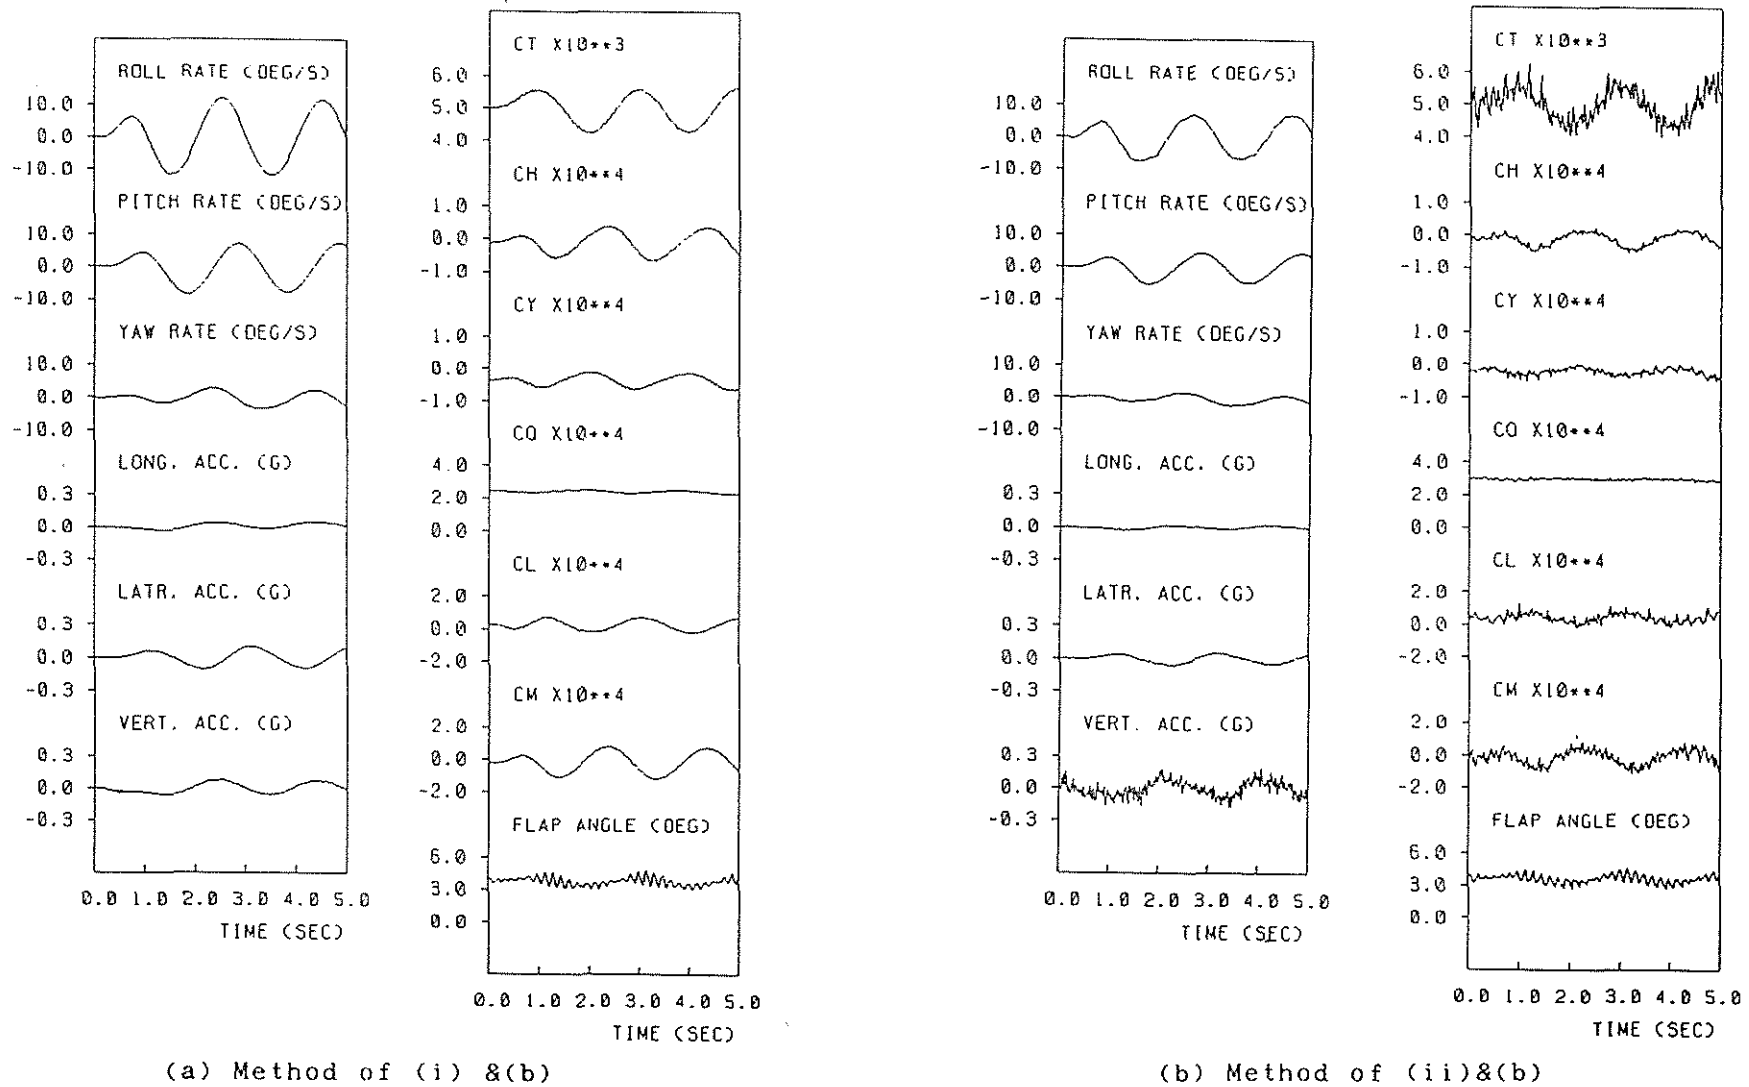 ROLL RATE (DEG/S)
10.0
0.0
-10.0
PITCH RATE (DEG/S)
10.0
0.0
-10.0
YAW RATE (DEG/S)
10.0
0.0
-10.0
LONG. ACC. (G)
0.3
0.0
-0.3
LATR. ACC. (G)
0.3
0.0
-0.3
VERT. ACC. (G)
0.3
0.0
-0.3
0.0 1.0 2.0 3.0 4.0 5.0
TIME (SEC)
CT X10**3
6.0
5.0
4.0
CH X10**4
1.0
0.0
-1.0
CY X10**4
1.0
0.0
-1.0
CQ X10**4
4.0
2.0
0.0
CL X10**4
2.0
0.0
-2.0
CM X10**4
2.0
0.0
-2.0
FLAP ANGLE (DEG)
6.0
3.0
0.0
0.0 1.0 2.0 3.0 4.0 5.0
TIME (SEC)
(a) Method of (i) &(b)
ROLL RATE (DEG/S)
10.0
0.0
-10.0
PITCH RATE (DEG/S)
10.0
0.0
-10.0
YAW RATE (DEG/S)
10.0
0.0
-10.0
LONG. ACC. (G)
0.3
0.0
-0.3
LATR. ACC. (G)
0.3
0.0
-0.3
VERT. ACC. (G)
0.3
0.0
-0.3
0.0 1.0 2.0 3.0 4.0 5.0
TIME (SEC)
CT X10**3
6.0
5.0
4.0
CH X10**4
1.0
0.0
-1.0
CY X10**4
1.0
0.0
-1.0
CQ X10**4
4.0
2.0
0.0
CL X10**4
2.0
0.0
-2.0
CM X10**4
2.0
0.0
-2.0
FLAP ANGLE (DEG)
6.0
3.0
0.0
0.0 1.0 2.0 3.0 4.0 5.0
TIME (SEC)
(b) Method of (ii)&(b)